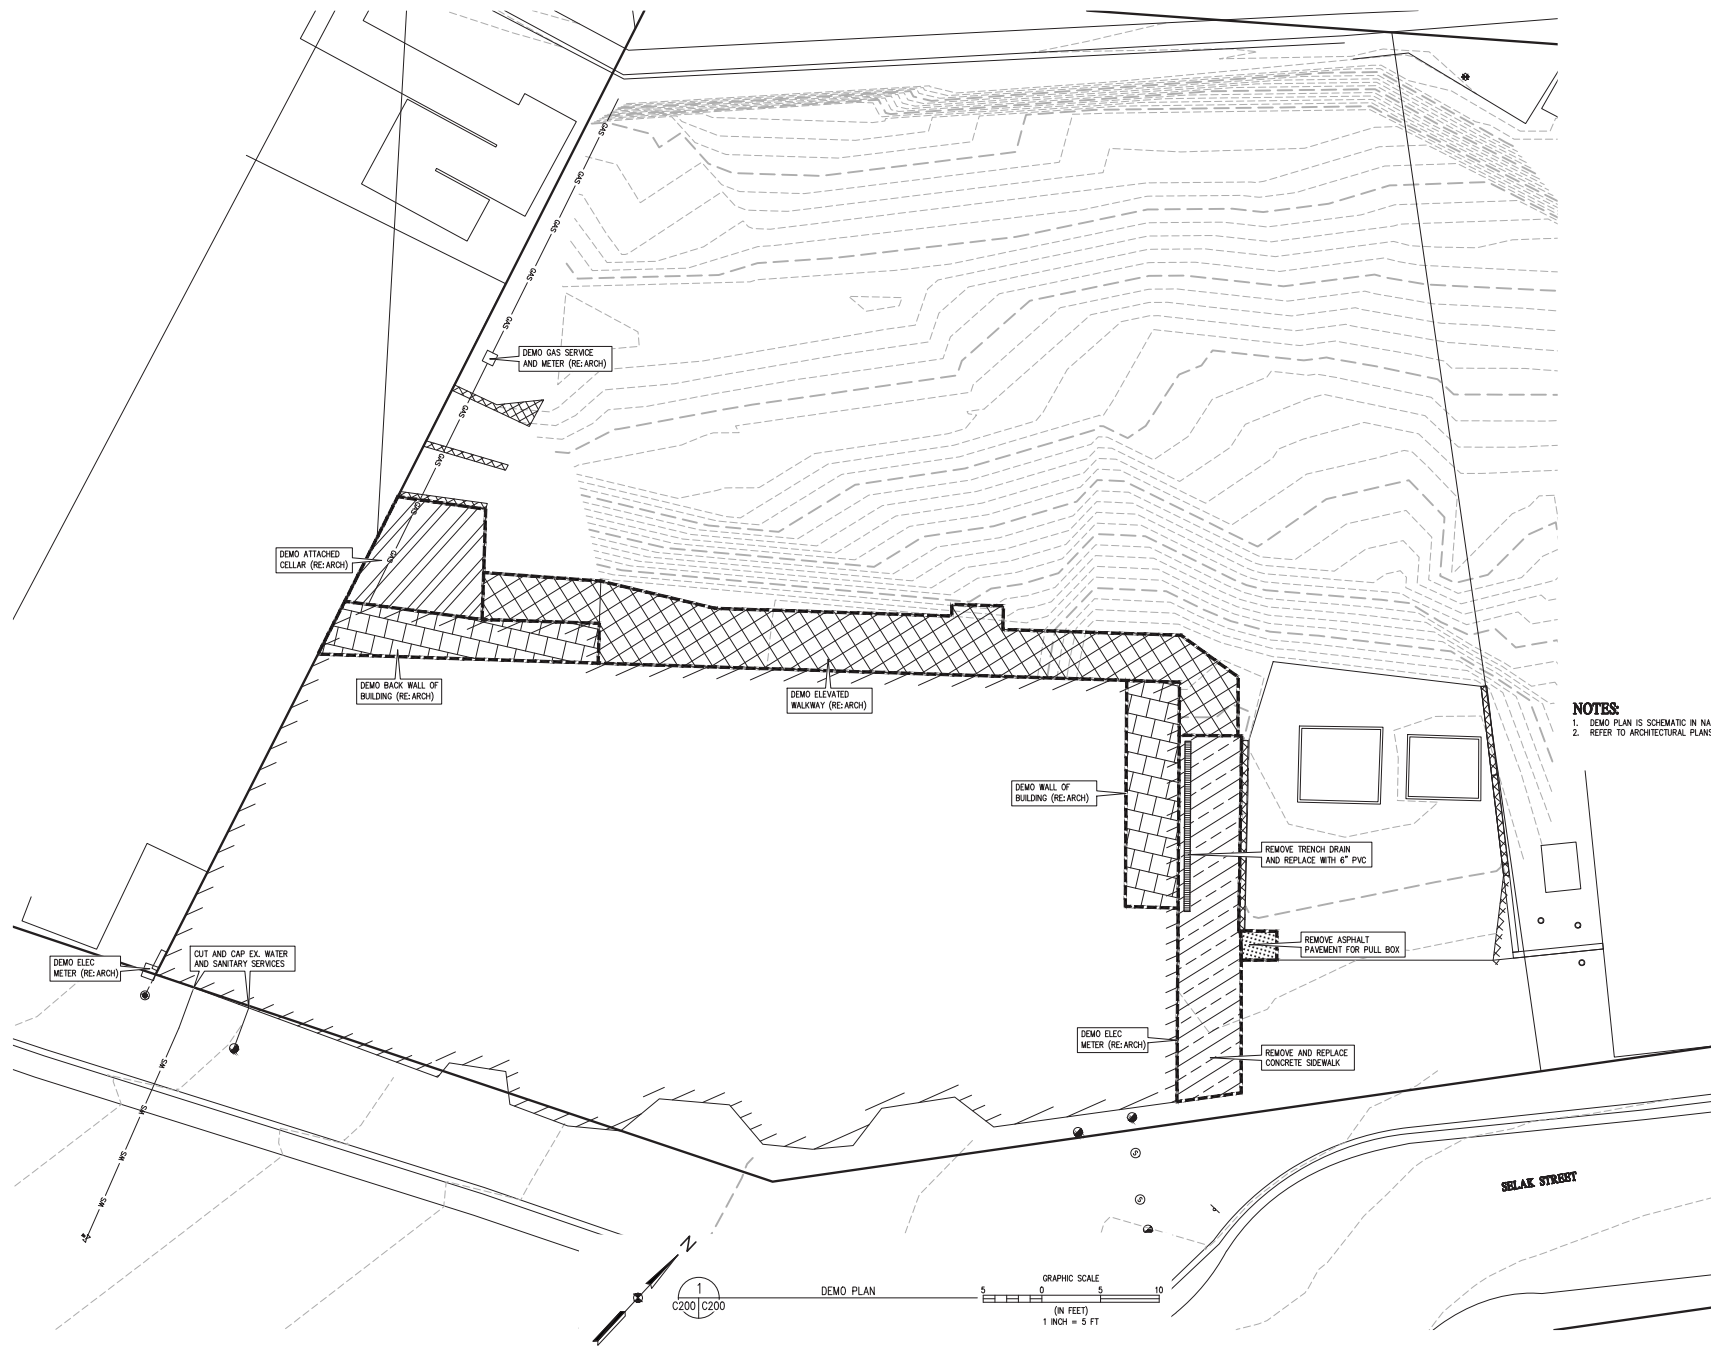 GAS
GAS
GAS
GAS
GAS
DEMO GAS SERVICE
AND METER (RE: ARCH)
GAS
GAS
GAS
GAS
DEMO ATTACHED
CELLAR (RE: ARCH)
DEMO BACK WALL OF
BUILDING (RE: ARCH)
DEMO ELEVATED
WALKWAY (RE: ARCH)
NOTES:
1. DEMO PLAN IS SCHEMATIC IN NA
2. REFER TO ARCHITECTURAL PLANS
DEMO WALL OF
BUILDING (RE: ARCH)
REMOVE TRENCH DRAIN
AND REPLACE WITH 6" PVC
REMOVE ASPHALT
PAVEMENT FOR PULL BOX
DEMO ELEC
METER (RE: ARCH)
CUT AND CAP EX. WATER
AND SANITARY SERVICES
DEMO ELEC
METER (RE: ARCH)
REMOVE AND REPLACE
CONCRETE SIDEWALK
WS
WS
WS
WS
S
S
SELAK STREET
N
1
C200 C200
DEMO PLAN
GRAPHIC SCALE
5 0 5 10
(IN FEET)
1 INCH = 5 FT